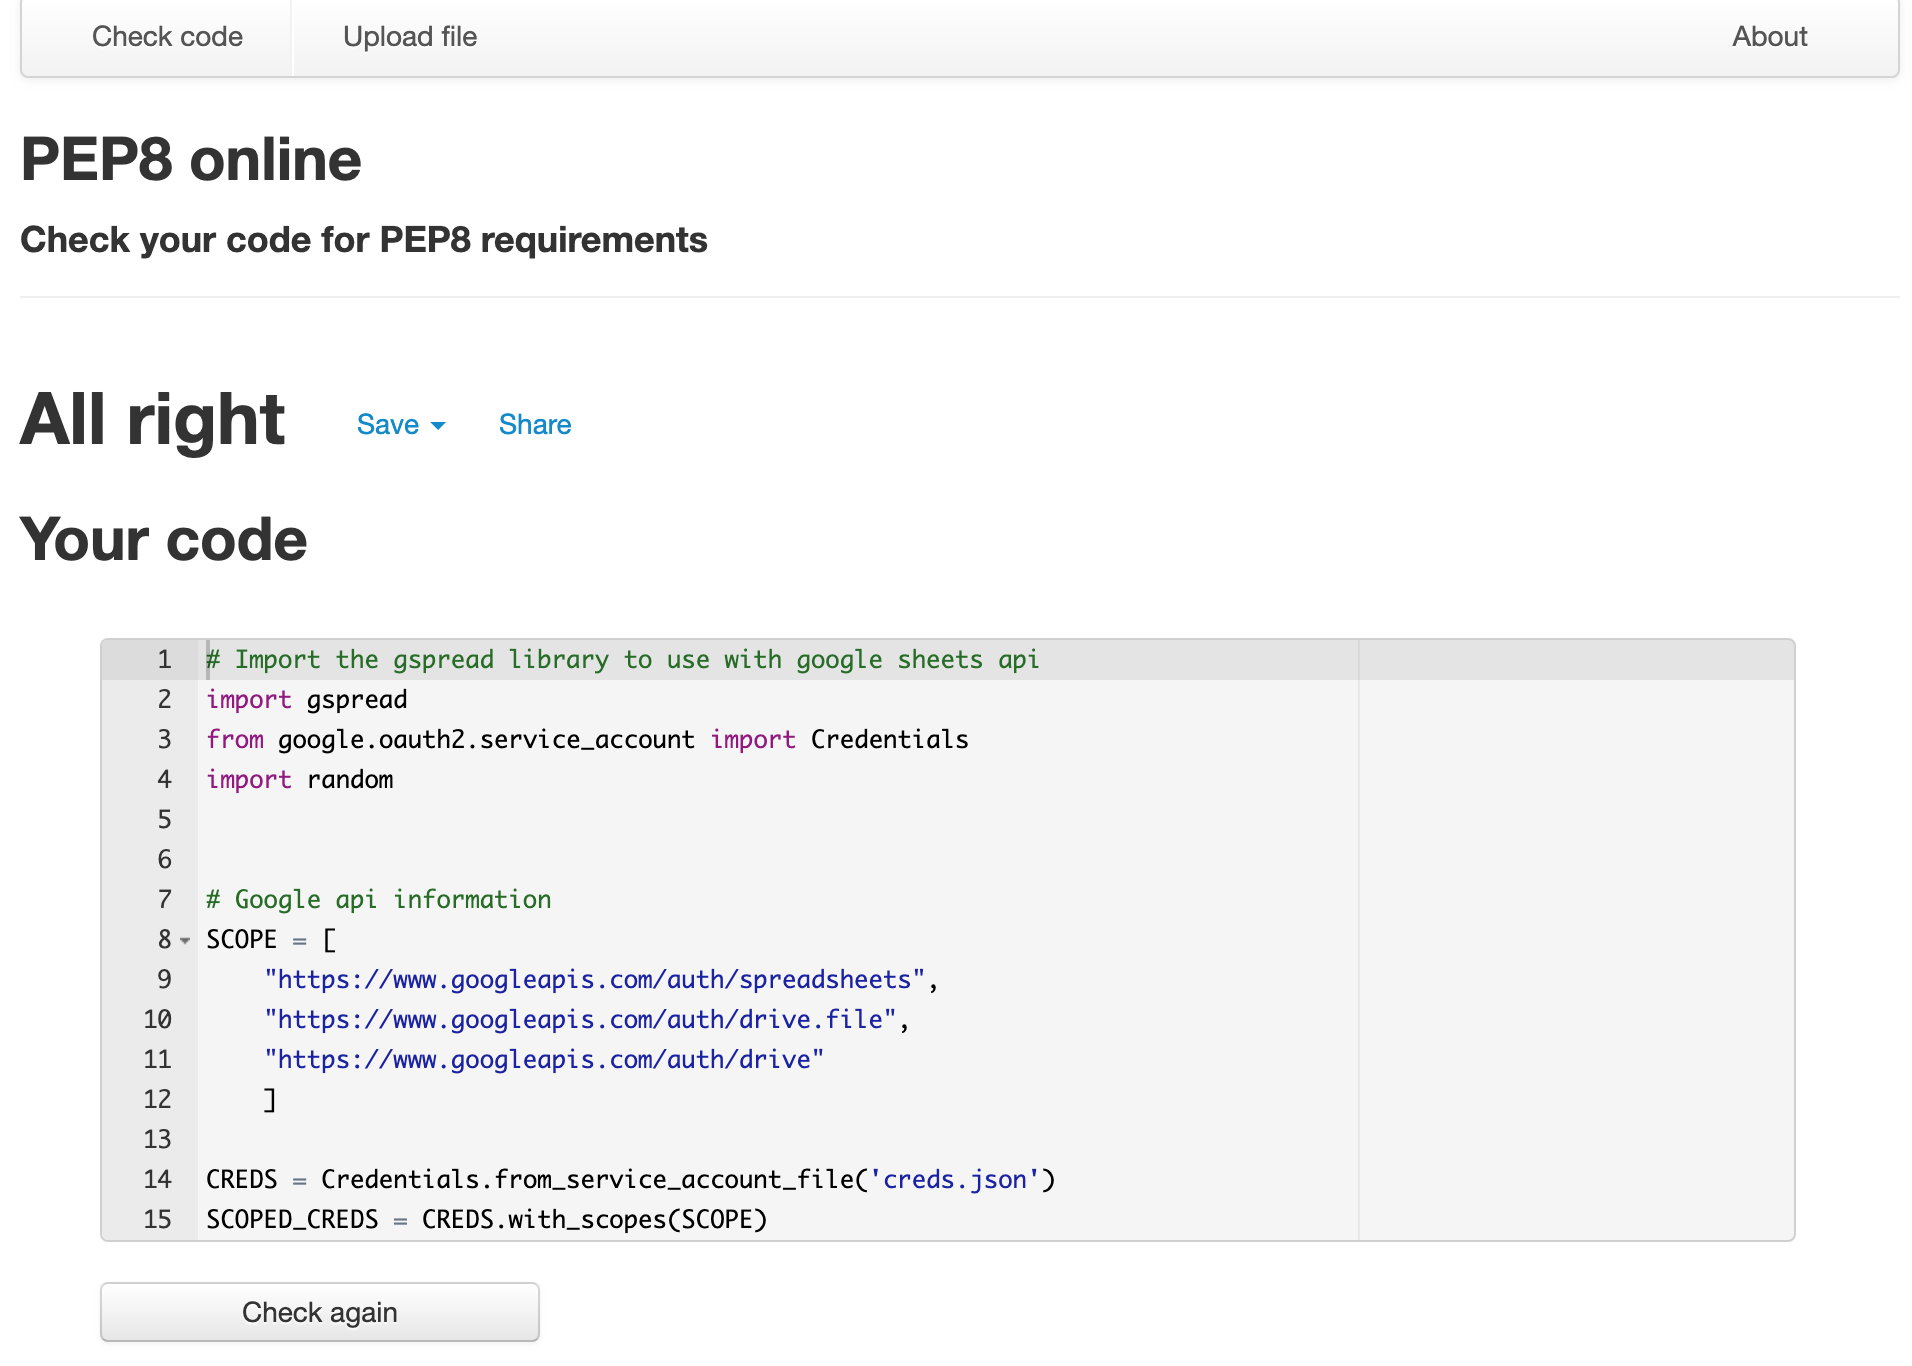 Check code Upload file About
PEP8 online
Check your code for PEP8 requirements
All right Save Share
Your code
1 # Import the gspread library to use with google sheets api
2 import gspread
3 from google.oauth2.service_account import Credentials
4 import random
5
6
7 # Google api information
8 SCOPE = [
9     "https://www.googleapis.com/auth/spreadsheets",
10     "https://www.googleapis.com/auth/drive.file",
11     "https://www.googleapis.com/auth/drive"
12     ]
13
14 CREDS = Credentials.from_service_account_file('creds.json')
15 SCOPED_CREDS = CREDS.with_scopes(SCOPE)
Check again